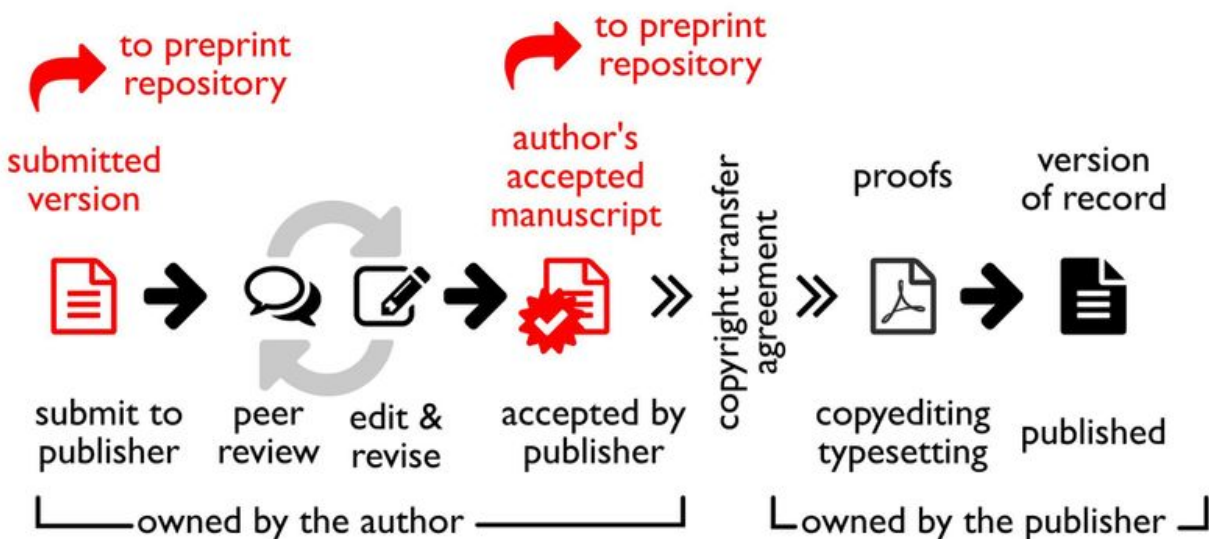 to preprint
repository
to preprint
repository
submitted
version
author's
accepted
manuscript
copyright transfer
agreement
proofs
version
of record
submit to
publisher
peer
review
edit &
revise
accepted by
publisher
copyediting
typesetting
published
owned by the author
owned by the publisher